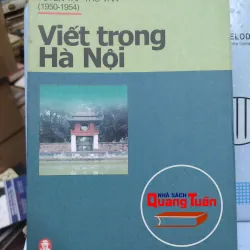 (1950-1954)
Viết trong
Hà Nội
NHÀ SÁCH
Quang Tuấn